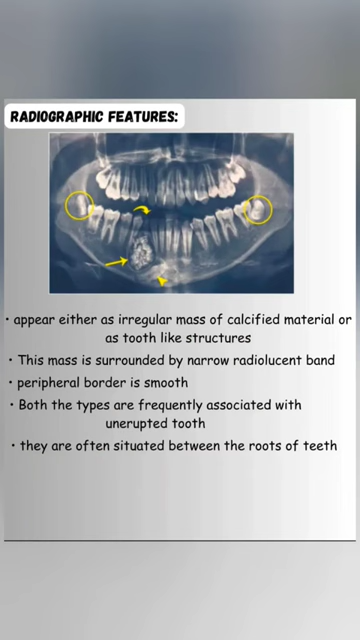 RADIOGRAPHIC FEATURES:
• appear either as irregular mass of calcified material or
as tooth like structures
• This mass is surrounded by narrow radiolucent band
• peripheral border is smooth
• Both the types are frequently associated with
unerupted tooth
• they are often situated between the roots of teeth